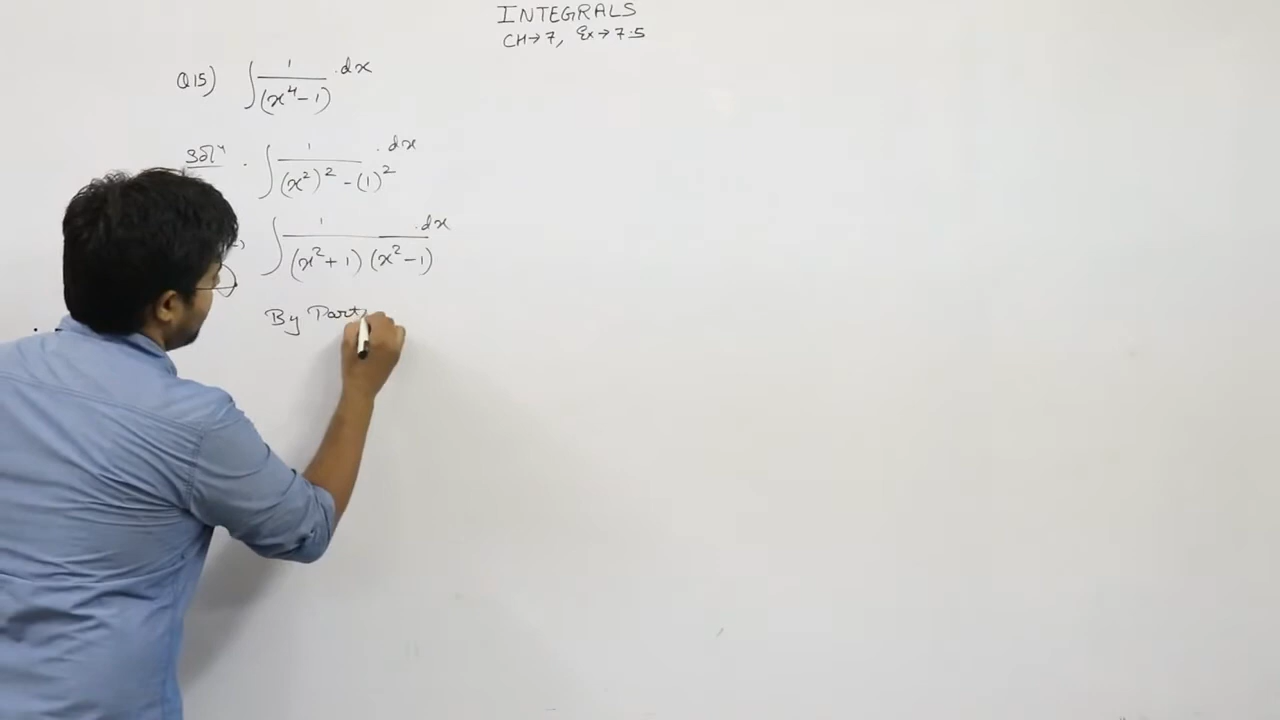 INTEGRALS
CH→7, Ex→7.5
Q15) ∫ 1/(x⁴-1) .dx
हल ∫ 1/((x²)² - (1)²) .dx
∫ 1/((x²+1)(x²-1)) .dx
By Part